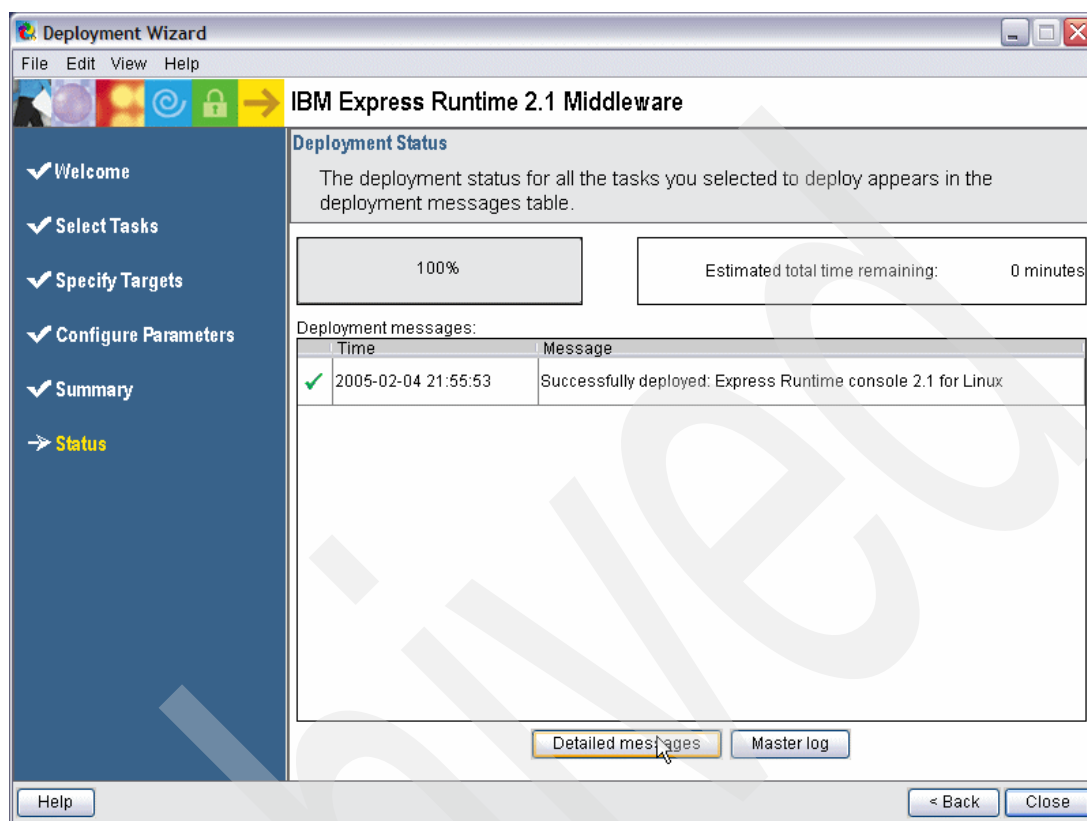 Deployment Wizard
File Edit View Help
IBM Express Runtime 2.1 Middleware
Welcome
Select Tasks
Specify Targets
Configure Parameters
Summary
Status
Deployment Status
The deployment status for all the tasks you selected to deploy appears in the
deployment messages table.
100%
Estimated total time remaining: 0 minutes
Deployment messages:
Time Message
2005-02-04 21:55:53 Successfully deployed: Express Runtime console 2.1 for Linux
Detailed messages Master log
Help < Back Close
hived